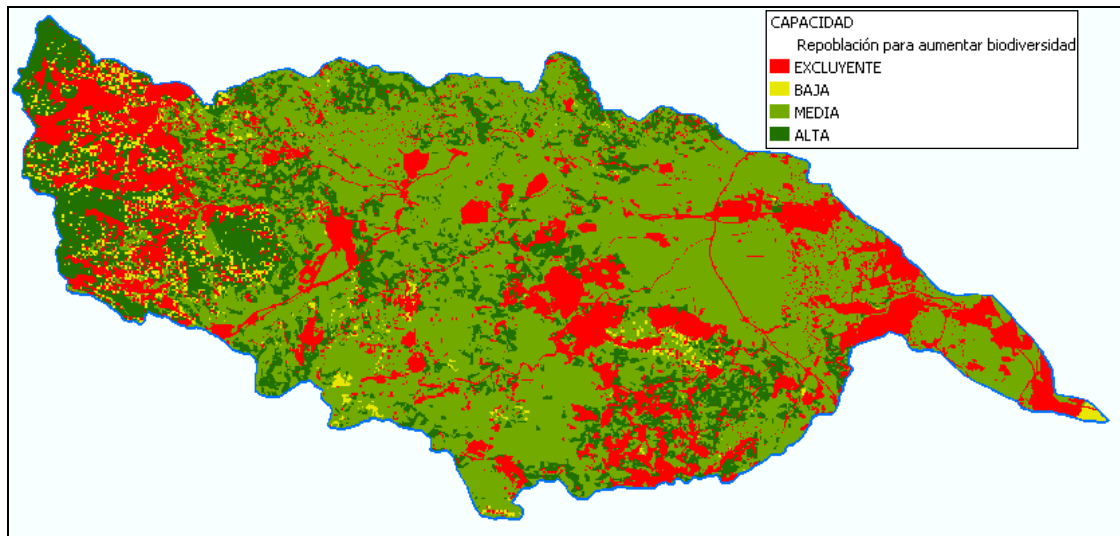 CAPACIDAD
Repoblación para aumentar biodiversidad
EXCLUYENTE
BAJA
MEDIA
ALTA